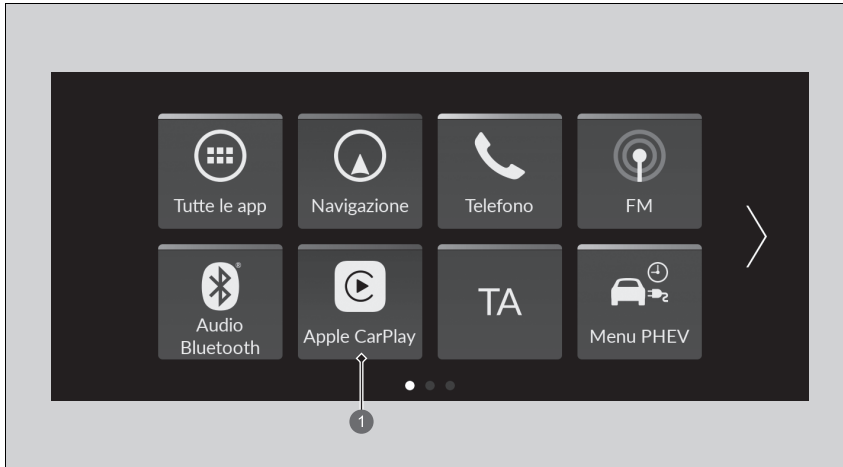 Tutte le app
Navigazione
Telefono
FM
Audio
Bluetooth
®
Apple CarPlay
TA
Menu PHEV
1